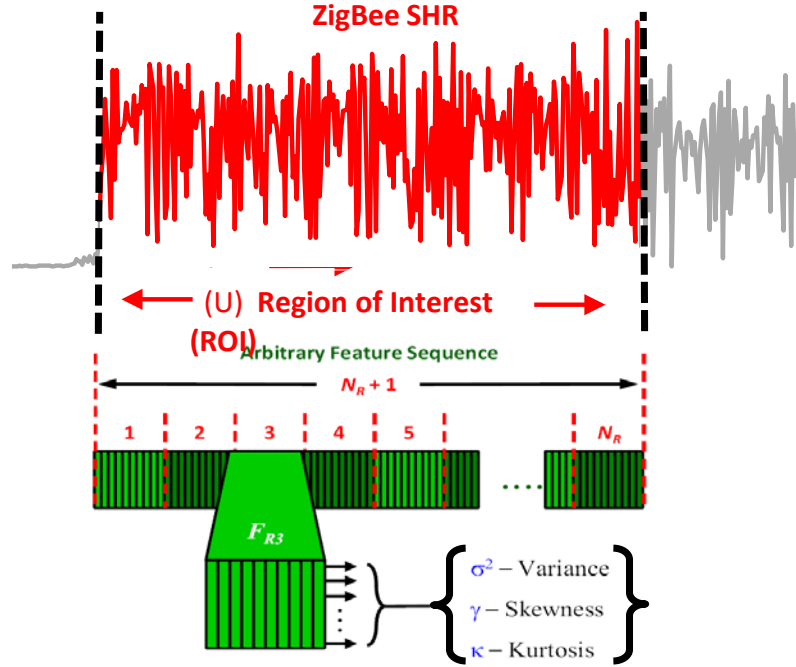 ZigBee SHR
(U) Region of Interest
(ROI)
Arbitrary Feature Sequence
N_R + 1
1 2 3 4 5 N_R
....
F_R3
σ² – Variance
γ – Skewness
κ – Kurtosis